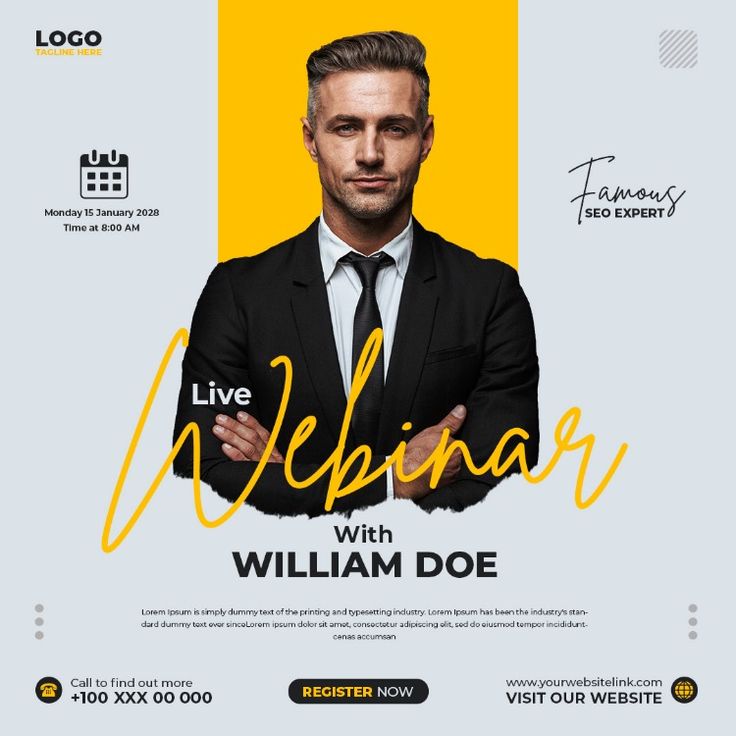 LOGO
TAGLINE HERE
Monday 15 January 2028
Time at 8:00 AM
Famous
SEO EXPERT
Live
Webinar
With
WILLIAM DOE
Lorem Ipsum is simply dummy text of the printing and typesetting industry. Lorem Ipsum has been the industry's stan-
dard dummy text ever sinceLorem ipsum dolor sit amet, consectetur adipiscing elit, sed do eiusmod tempor incididunt-
cenas accumsan
Call to find out more
+100 XXX 00 000
REGISTER NOW
www.yourwebsitelink.com
VISIT OUR WEBSITE